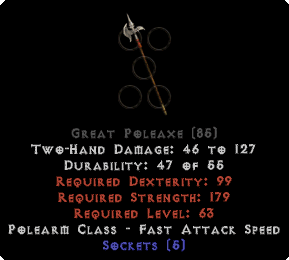 Great Poleaxe (85)
Two-Hand Damage: 46 to 127
Durability: 47 of 55
Required Dexterity: 99
Required Strength: 179
Required Level: 63
Polearm Class - Fast Attack Speed
Sockets (5)